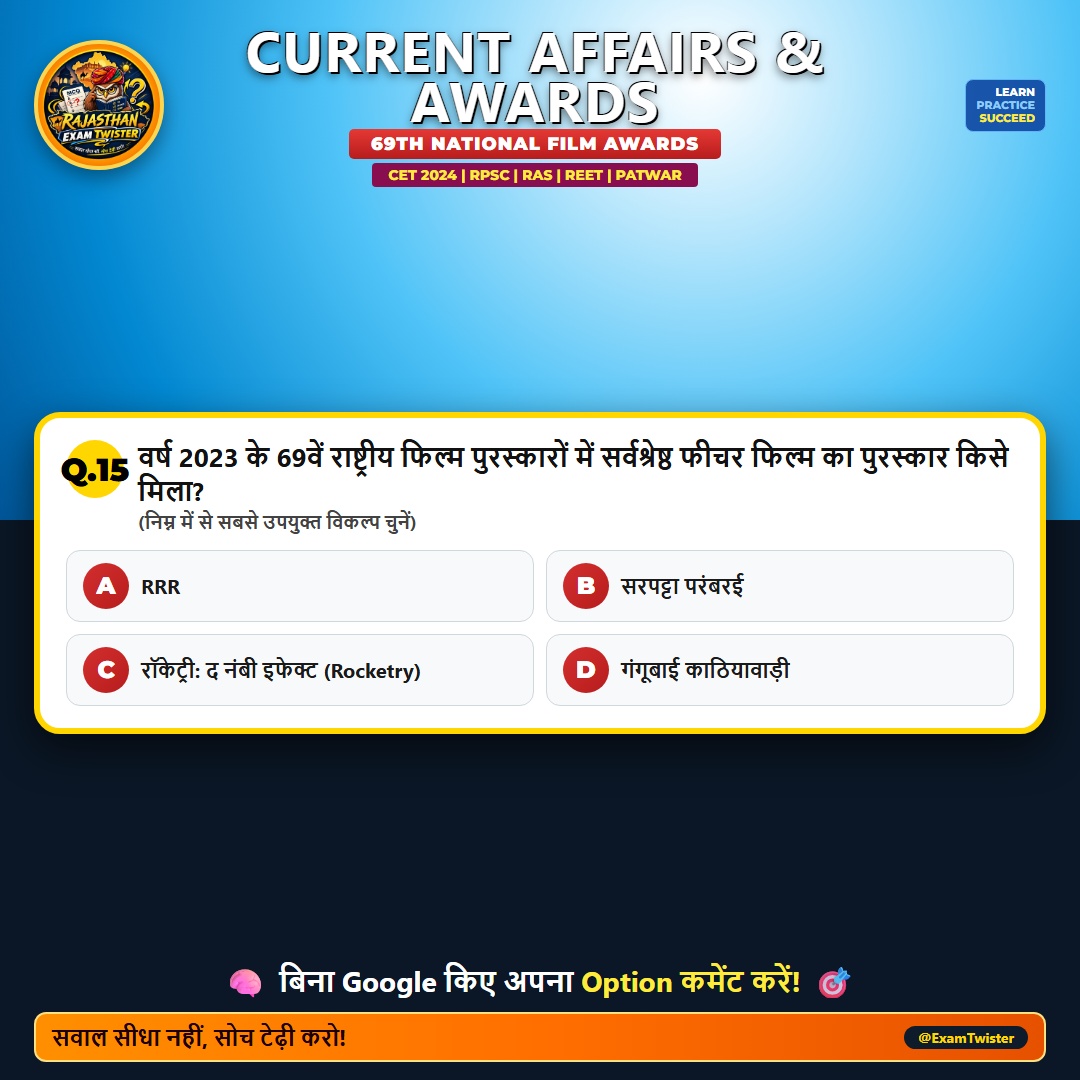 CURRENT AFFAIRS &
AWARDS
69TH NATIONAL FILM AWARDS
CET 2024 | RPSC | RAS | REET | PATWAR
RAJASTHAN
EXAM TWISTER
LEARN
PRACTICE
SUCCEED
Q.15 वर्ष 2023 के 69वें राष्ट्रीय फिल्म पुरस्कारों में सर्वश्रेष्ठ फीचर फिल्म का पुरस्कार किसे
मिला?
(निम्न में से सबसे उपयुक्त विकल्प चुनें)
A RRR
B सरपट्टा परंबरई
C रॉकेट्री: द नंबी इफेक्ट (Rocketry)
D गंगूबाई काठियावाड़ी
बिना Google किए अपना Option कमेंट करें!
सवाल सीधा नहीं, सोच टेढ़ी करो!
@ExamTwister